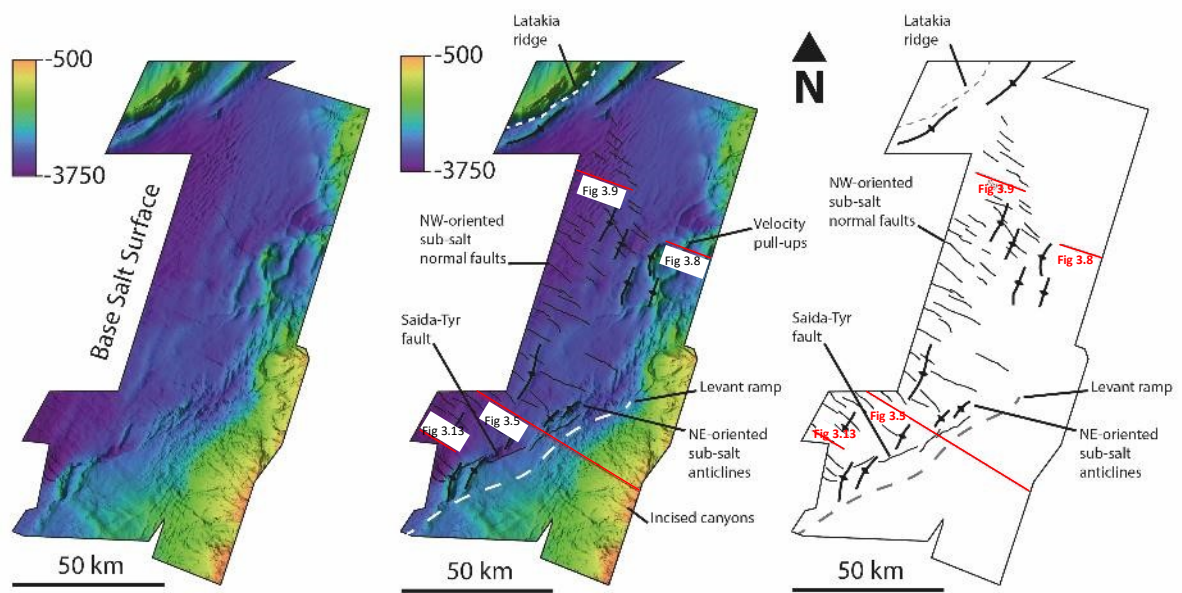 -500
-3750
Base Salt Surface
50 km
Latakia
ridge
-500
-3750
Fig 3.9
NW-oriented
sub-salt
normal faults
Velocity
pull-ups
Fig 3.8
Saida-Tyr
fault
Levant ramp
Fig 3.5
Fig 3.13
NE-oriented
sub-salt
anticlines
Incised canyons
50 km
N
Latakia
ridge
NW-oriented
sub-salt
normal faults
Fig 3.9
Fig 3.8
Saida-Tyr
fault
Levant ramp
Fig 3.5
Fig 3.13
NE-oriented
sub-salt
anticlines
50 km